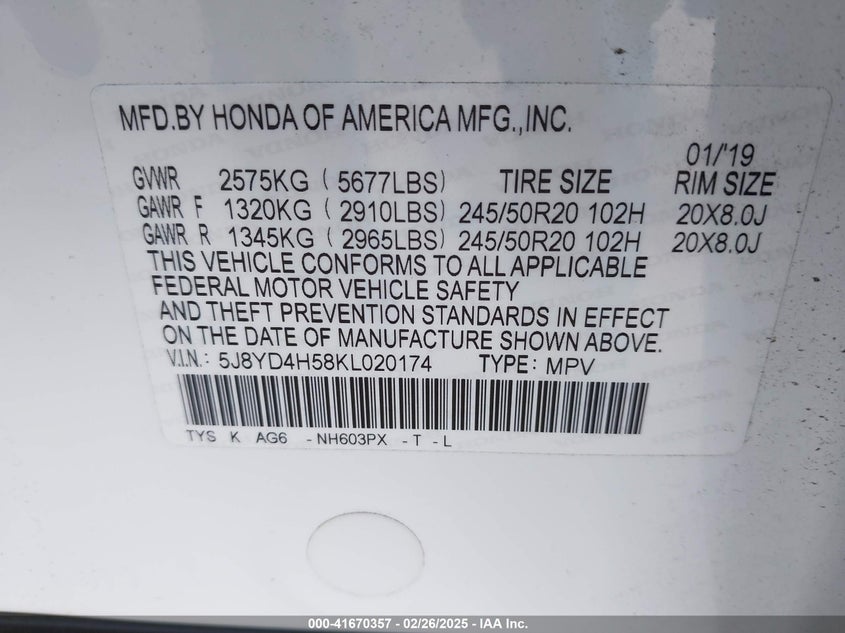 MFD.BY HONDA OF AMERICA MFG.,INC.
01/'19
GVWR 2575KG ( 5677LBS) TIRE SIZE RIM SIZE
GAWR F 1320KG ( 2910LBS) 245/50R20 102H 20X8.0J
GAWR R 1345KG ( 2965LBS) 245/50R20 102H 20X8.0J
THIS VEHICLE CONFORMS TO ALL APPLICABLE
FEDERAL MOTOR VEHICLE SAFETY
AND THEFT PREVENTION STANDARDS IN EFFECT
ON THE DATE OF MANUFACTURE SHOWN ABOVE.
V.I.N.: 5J8YD4H58KL020174 TYPE: MPV
TYS K AG6 -NH603PX -T -L
000-41670357 - 02/26/2025 - IAA Inc.